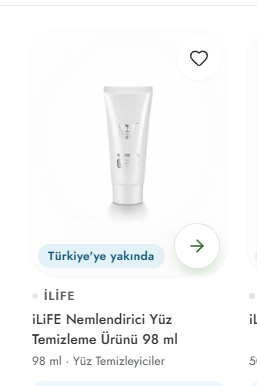 Türkiye'ye yakında
İLİFE
iLiFE Nemlendirici Yüz
Temizleme Ürünü 98 ml
98 ml · Yüz Temizleyiciler